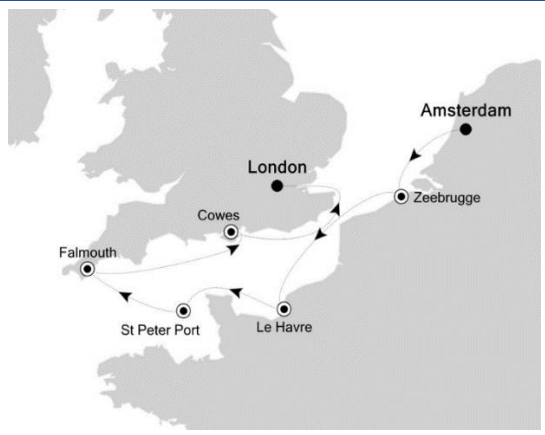 Amsterdam
London
Zeebrugge
Cowes
Falmouth
St Peter Port
Le Havre